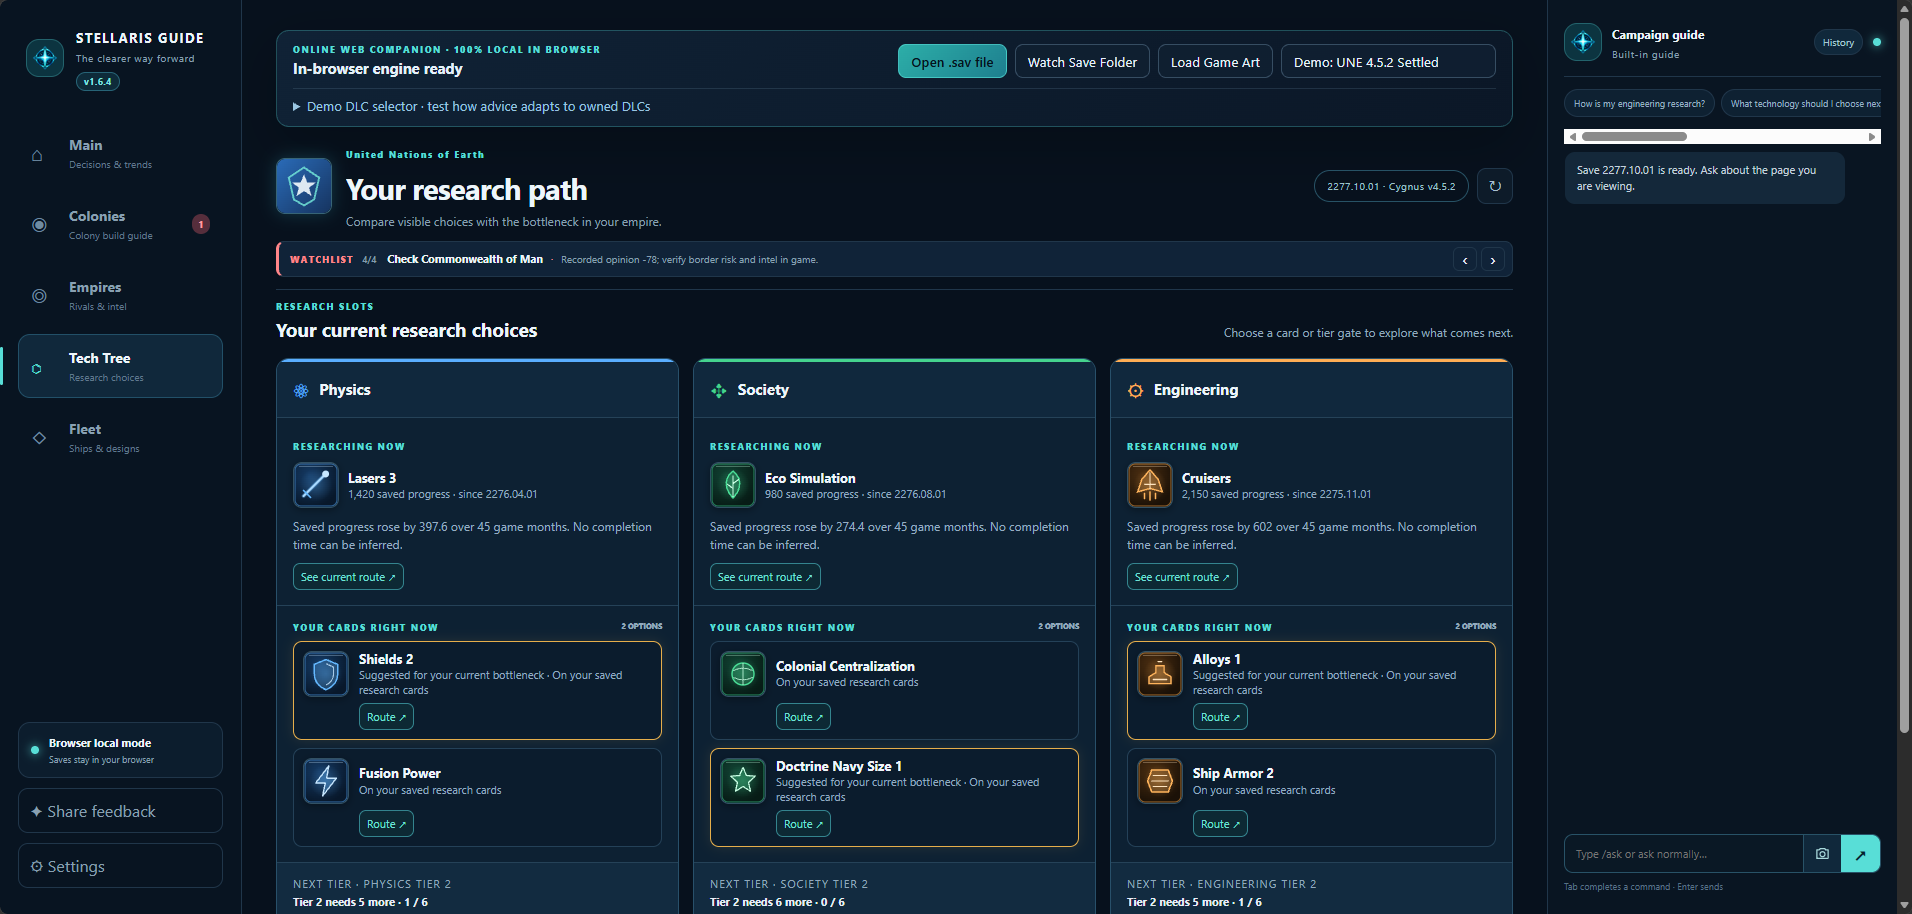 STELLARIS GUIDE
The clearer way forward
v1.6.4
Main
Decisions & trends
Colonies
Colony build guide
1
Empires
Rivals & intel
Tech Tree
Research choices
Fleet
Ships & designs
Browser local mode
Saves stay in your browser
Share feedback
Settings
ONLINE WEB COMPANION · 100% LOCAL IN BROWSER
In-browser engine ready
Open .sav file
Watch Save Folder
Load Game Art
Demo: UNE 4.5.2 Settled
Demo DLC selector · test how advice adapts to owned DLCs
United Nations of Earth
Your research path
Compare visible choices with the bottleneck in your empire.
2277.10.01 · Cygnus v4.5.2
WATCHLIST 4/4 Check Commonwealth of Man · Recorded opinion -78; verify border risk and intel in game.
RESEARCH SLOTS
Your current research choices
Choose a card or tier gate to explore what comes next.
Physics
RESEARCHING NOW
Lasers 3
1,420 saved progress · since 2276.04.01
Saved progress rose by 397.6 over 45 game months. No completion
time can be inferred.
See current route ↗
YOUR CARDS RIGHT NOW
2 OPTIONS
Shields 2
Suggested for your current bottleneck · On your saved
research cards
Route ↗
Fusion Power
On your saved research cards
Route ↗
NEXT TIER · PHYSICS TIER 2
Tier 2 needs 5 more · 1 / 6
Society
RESEARCHING NOW
Eco Simulation
980 saved progress · since 2276.08.01
Saved progress rose by 274.4 over 45 game months. No completion
time can be inferred.
See current route ↗
YOUR CARDS RIGHT NOW
2 OPTIONS
Colonial Centralization
On your saved research cards
Route ↗
Doctrine Navy Size 1
Suggested for your current bottleneck · On your saved
research cards
Route ↗
NEXT TIER · SOCIETY TIER 2
Tier 2 needs 6 more · 0 / 6
Engineering
RESEARCHING NOW
Cruisers
2,150 saved progress · since 2275.11.01
Saved progress rose by 602 over 45 game months. No completion
time can be inferred.
See current route ↗
YOUR CARDS RIGHT NOW
2 OPTIONS
Alloys 1
Suggested for your current bottleneck · On your saved
research cards
Route ↗
Ship Armor 2
On your saved research cards
Route ↗
NEXT TIER · ENGINEERING TIER 2
Tier 2 needs 5 more · 1 / 6
Campaign guide
Built-in guide
History
How is my engineering research?
What technology should I choose nex
Save 2277.10.01 is ready. Ask about the page you
are viewing.
Type /ask or ask normally...
Tab completes a command · Enter sends